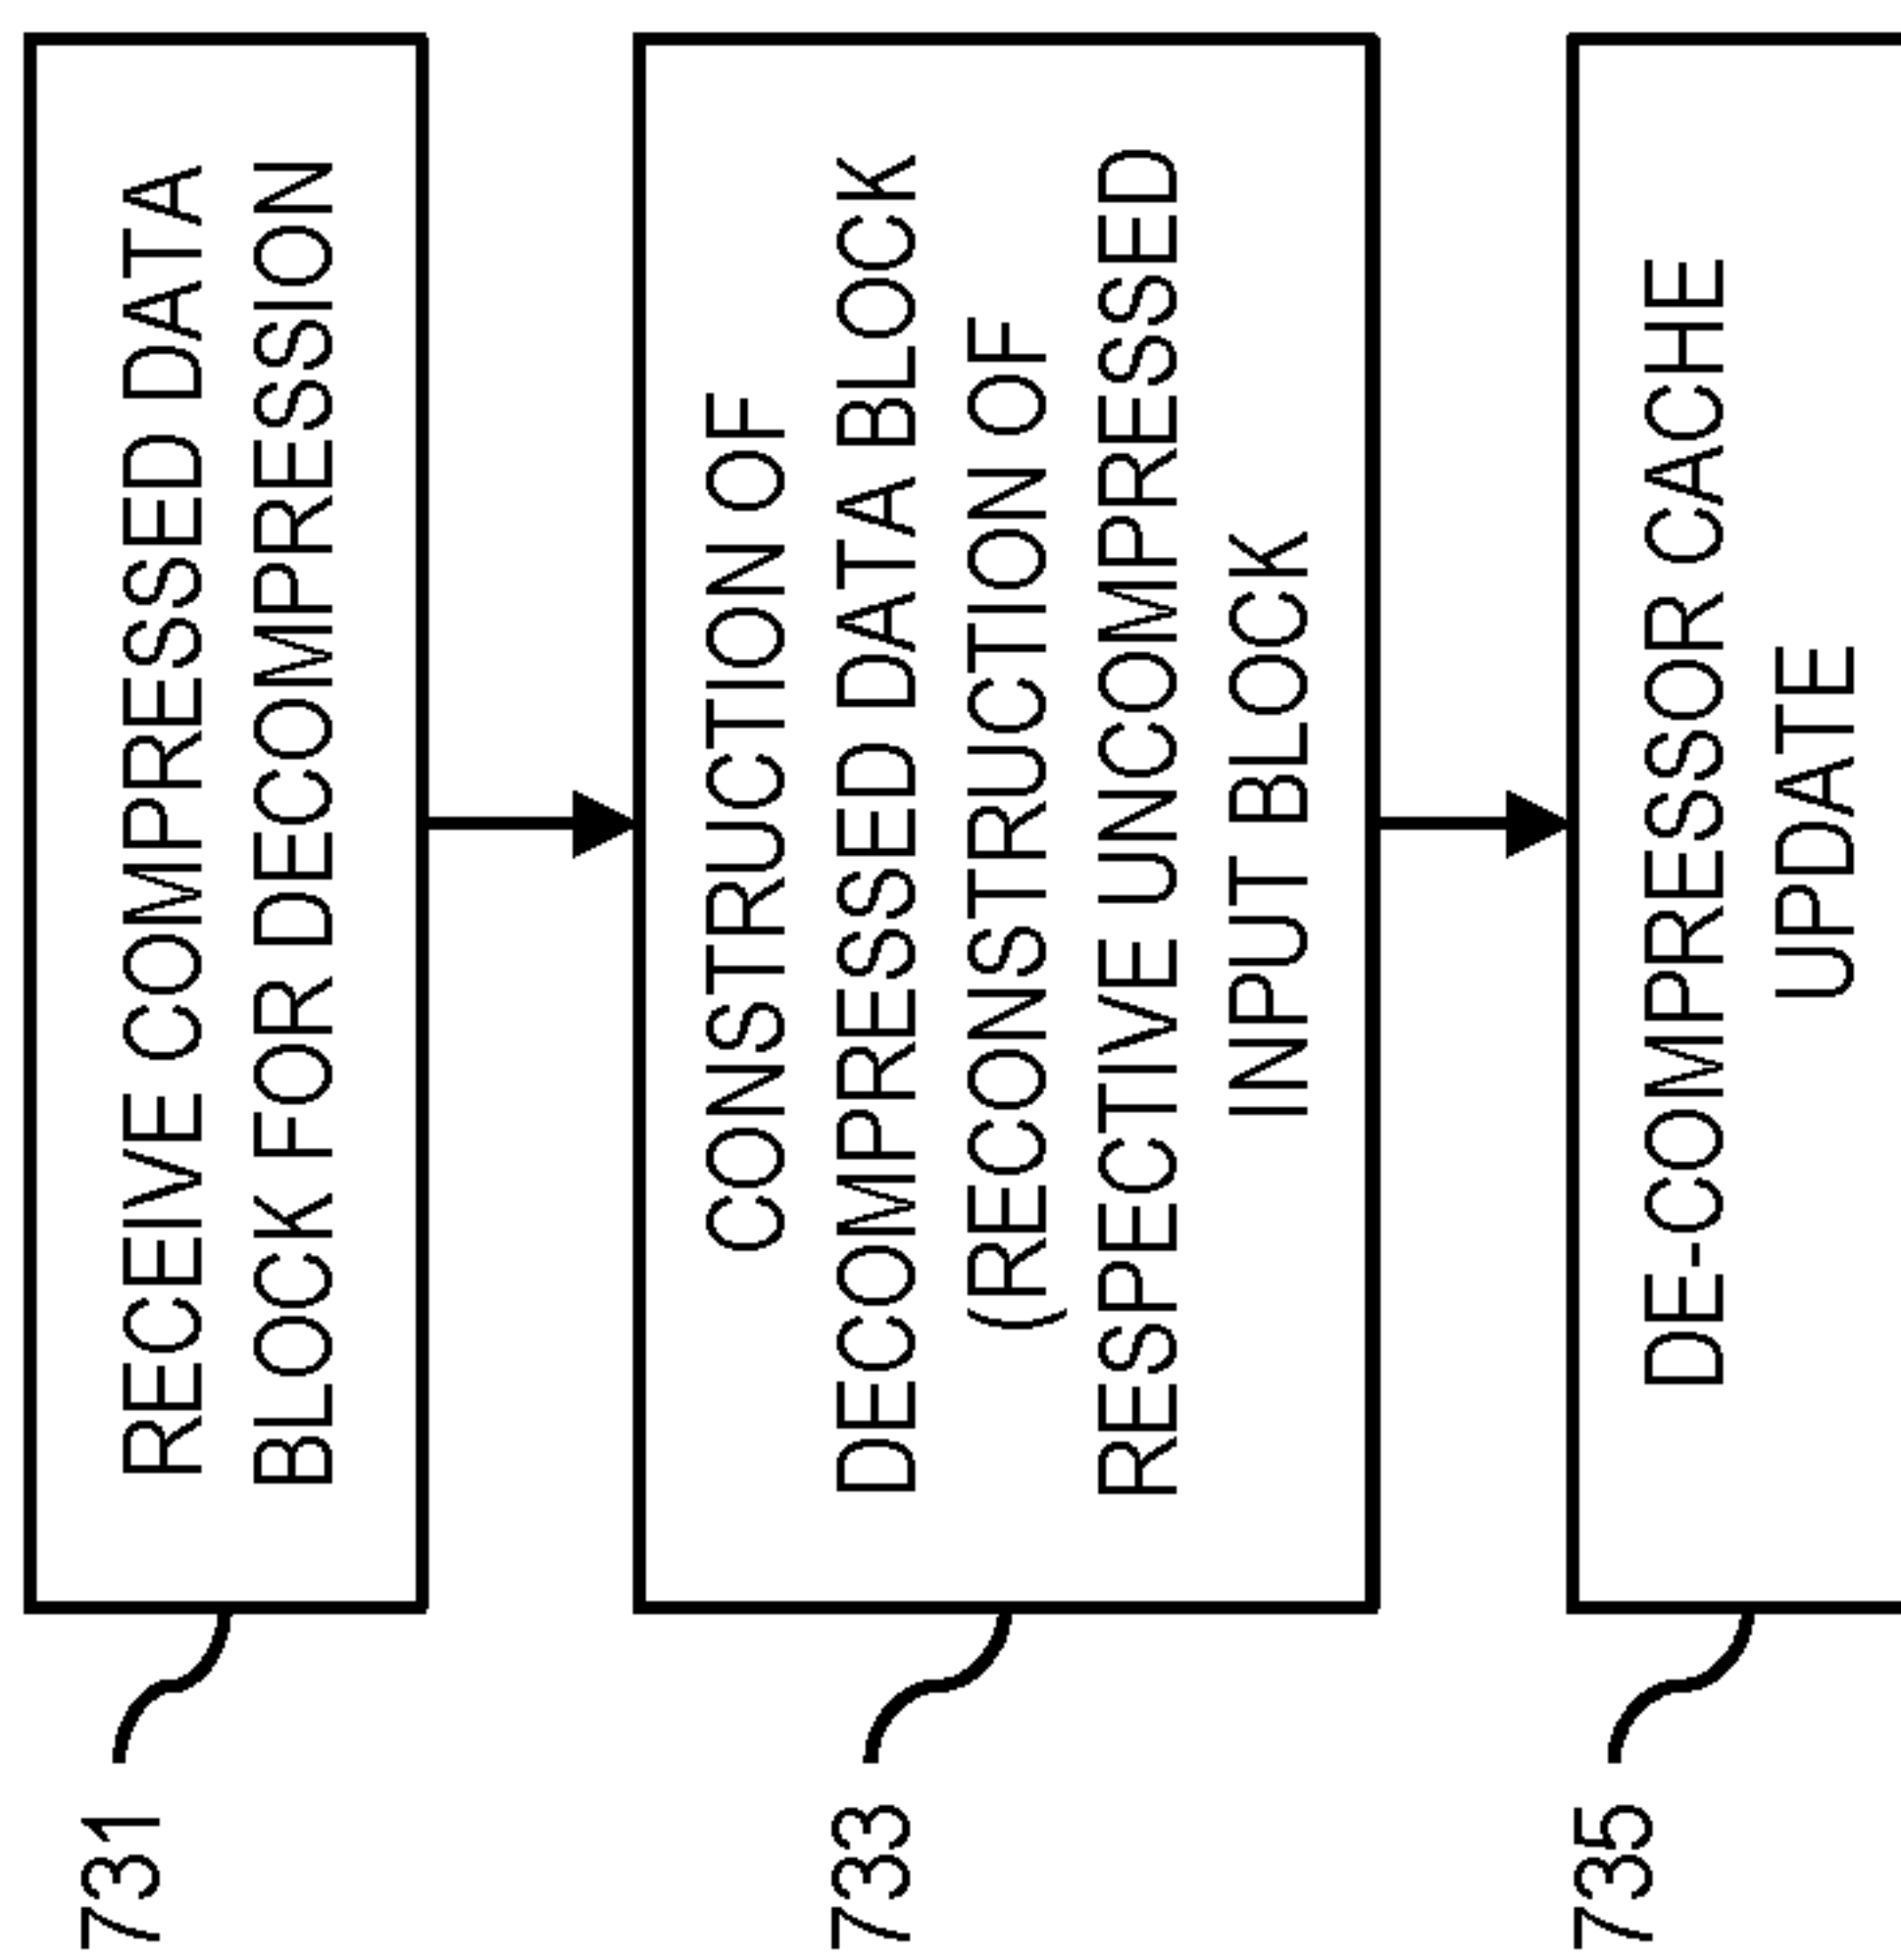 731
RECEIVE COMPRESSED DATA
BLOCK FOR DECOMPRESSION
733
CONSTRUCTION OF
DECOMPRESSED DATA BLOCK
(RECONSTRUCTION OF
RESPECTIVE UNCOMPRESSED
INPUT BLOCK
735
DE-COMPRESSOR CACHE
UPDATE